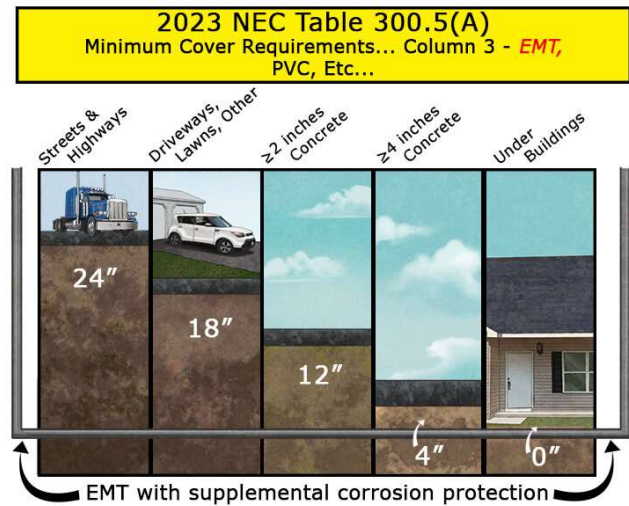 2023 NEC Table 300.5(A)
Minimum Cover Requirements... Column 3 - EMT,
PVC, Etc...
Streets &
Highways
Driveways,
Lawns, Other
≥2 inches
Concrete
≥4 inches
Concrete
Under
Buildings
24″
18″
12″
4″
0″
EMT with supplemental corrosion protection